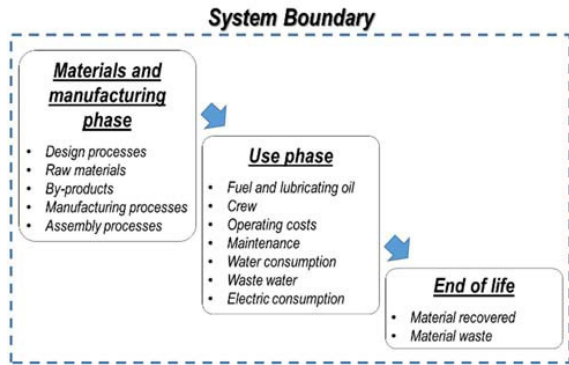 System Boundary
Materials and
manufacturing
phase
• Design processes
• Raw materials
• By-products
• Manufacturing processes
• Assembly processes
Use phase
• Fuel and lubricating oil
• Crew
• Operating costs
• Maintenance
• Water consumption
• Waste water
• Electric consumption
End of life
• Material recovered
• Material waste